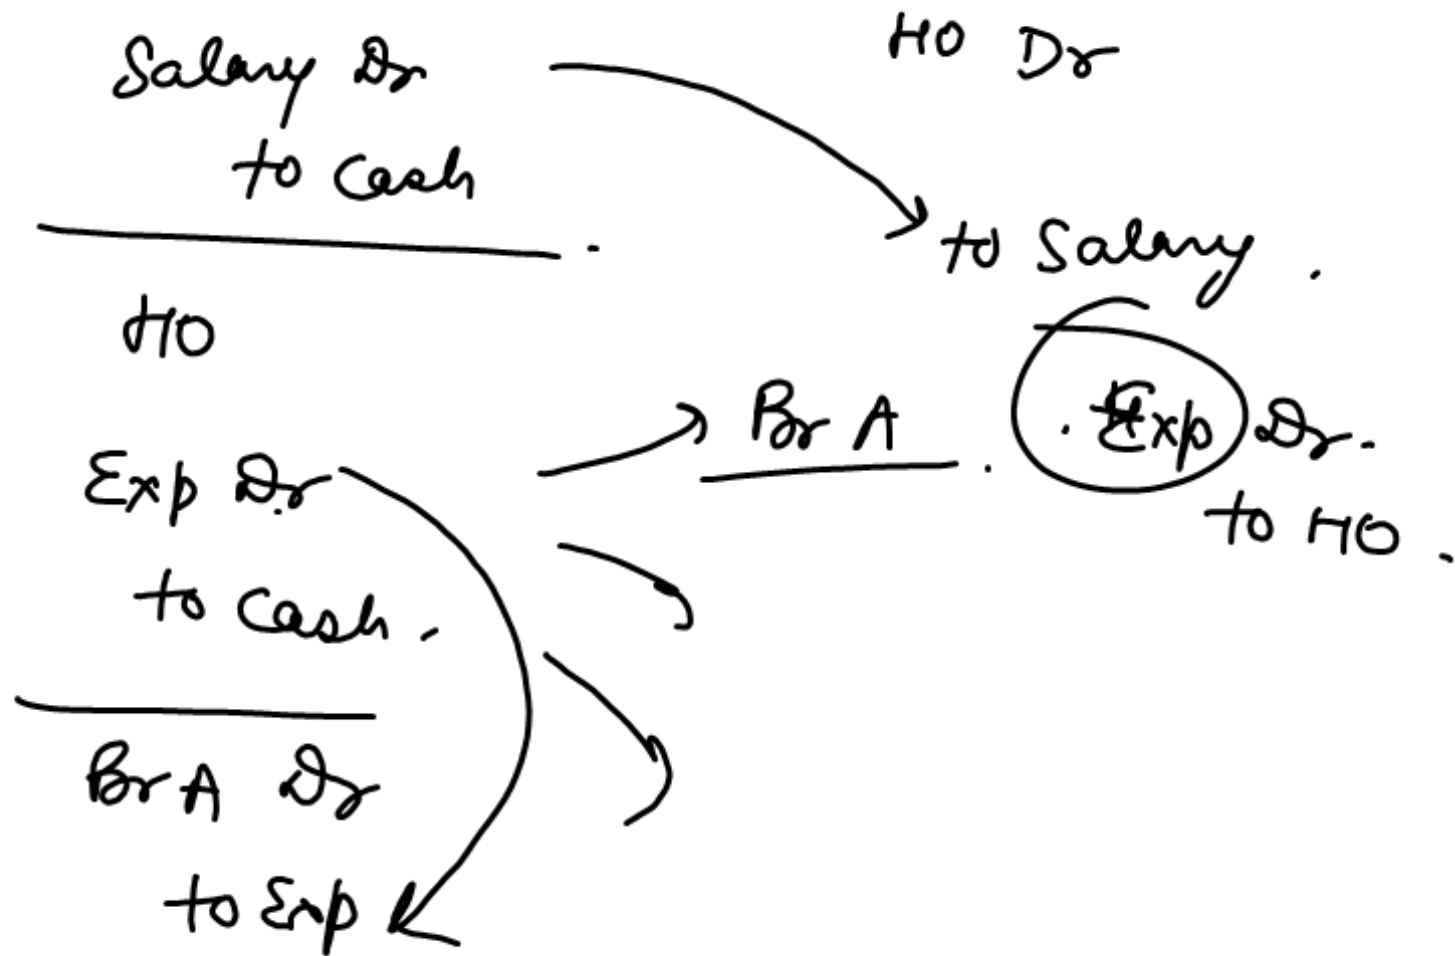 Salary Dr
to Cash
HO Dr
to Salary.
HO
Exp Dr.
to Cash.
Br A.
Exp Dr.
to HO.
Br A Dr
to Exp